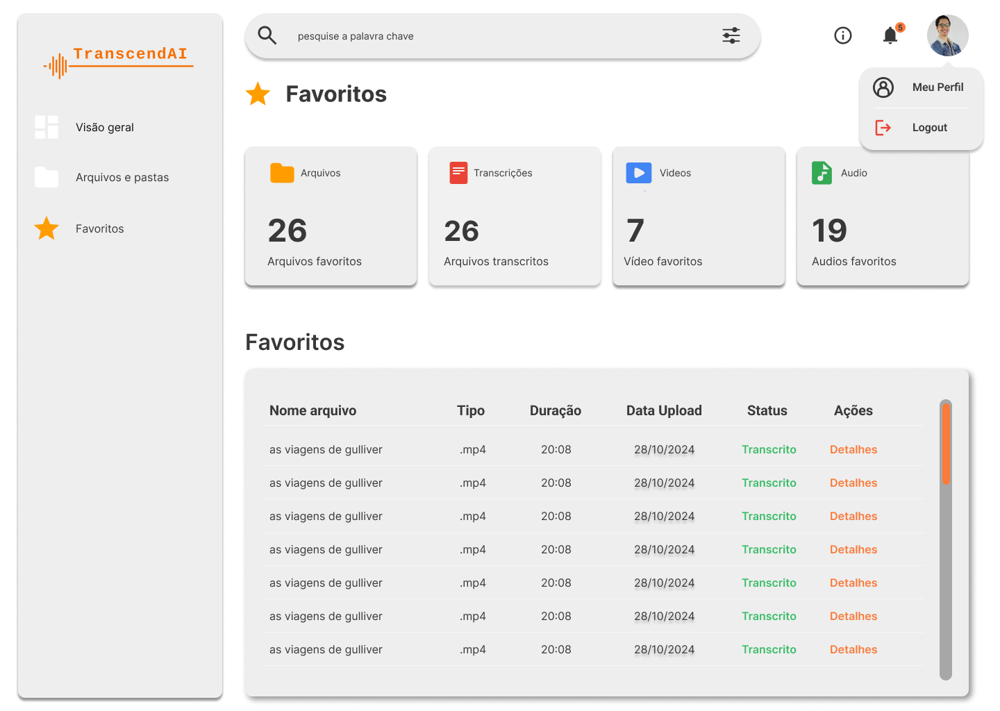 TranscendAI
Visão geral
Arquivos e pastas
Favoritos
pesquise a palavra chave
5
Meu Perfil
Logout
Favoritos
Arquivos
26
Arquivos favoritos
Transcrições
26
Arquivos transcritos
Videos
7
Vídeo favoritos
Audio
19
Audios favoritos
Favoritos
Nome arquivo Tipo Duração Data Upload Status Ações
as viagens de gulliver .mp4 20:08 28/10/2024 Transcrito Detalhes
as viagens de gulliver .mp4 20:08 28/10/2024 Transcrito Detalhes
as viagens de gulliver .mp4 20:08 28/10/2024 Transcrito Detalhes
as viagens de gulliver .mp4 20:08 28/10/2024 Transcrito Detalhes
as viagens de gulliver .mp4 20:08 28/10/2024 Transcrito Detalhes
as viagens de gulliver .mp4 20:08 28/10/2024 Transcrito Detalhes
as viagens de gulliver .mp4 20:08 28/10/2024 Transcrito Detalhes